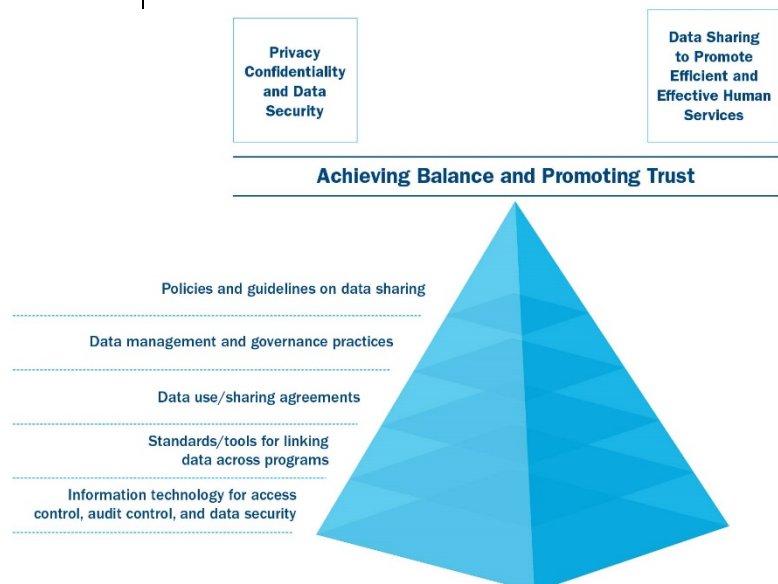 Privacy
Confidentiality
and Data
Security
Data Sharing
to Promote
Efficient and
Effective Human
Services
Achieving Balance and Promoting Trust
Policies and guidelines on data sharing
Data management and governance practices
Data use/sharing agreements
Standards/tools for linking
data across programs
Information technology for access
control, audit control, and data security